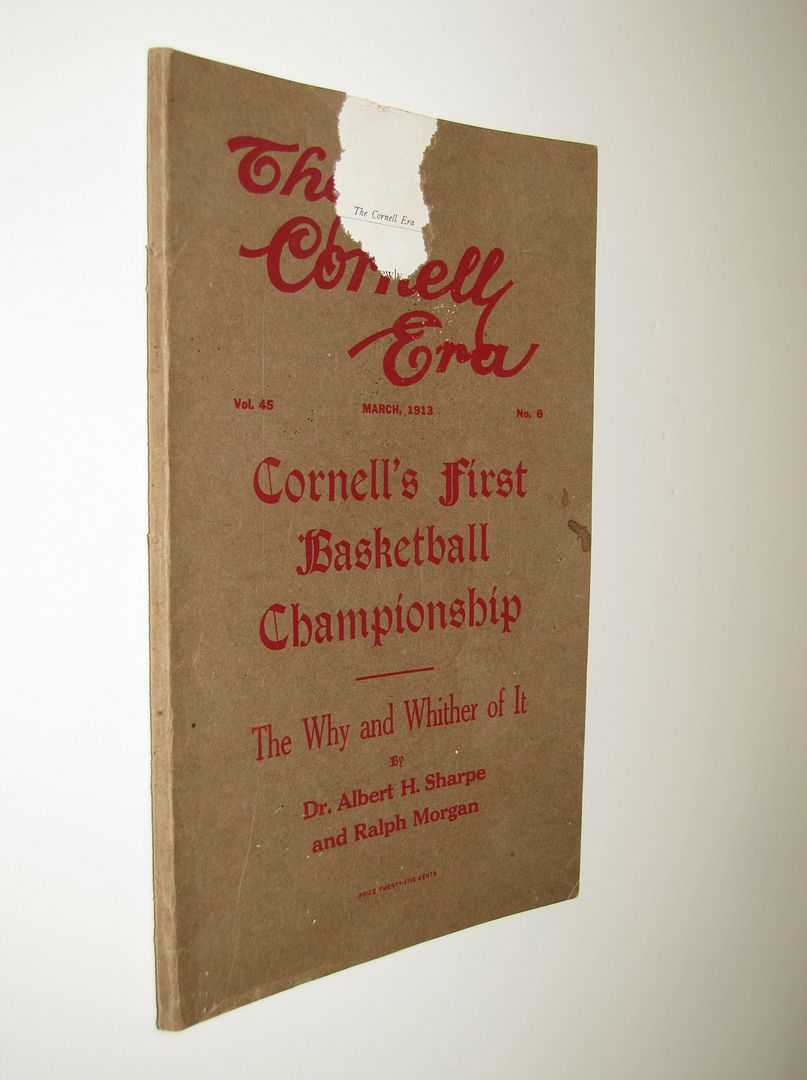 The
The Cornell Era
Cornell
Era
Vol. 45 MARCH, 1913 No. 6
Cornell's First
Basketball
Championship
The Why and Whither of It
By
Dr. Albert H. Sharpe
and Ralph Morgan
PRICE TWENTY-FIVE CENTS